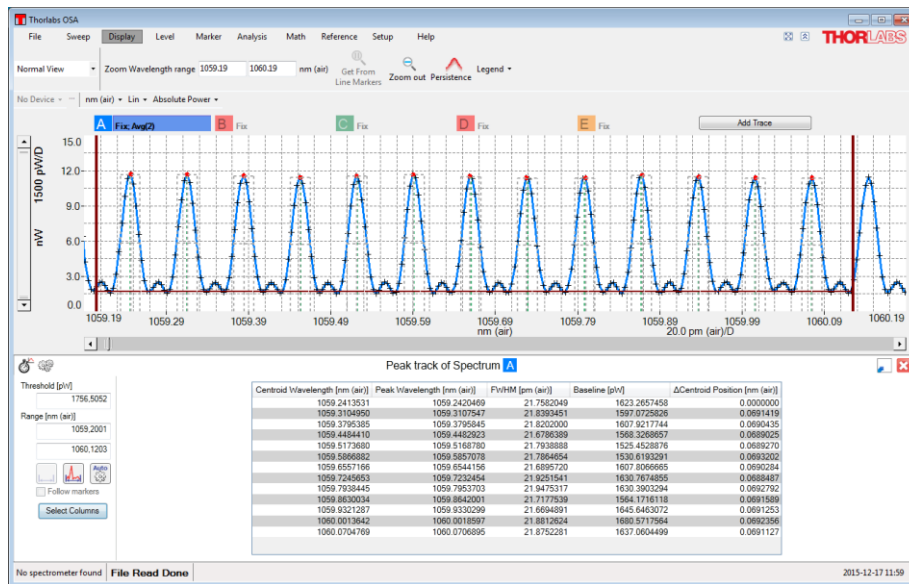 Thorlabs OSA
File Sweep Display Level Marker Analysis Math Reference Setup Help
THORLABS
Normal View Zoom Wavelength range 1059.19 1060.19 nm (air) Get From Line Markers Zoom out Persistence Legend
No Device nm (air) Lin Absolute Power
A Fix; Avg(2) B Fix C Fix D Fix E Fix Add Trace
1500 pW/D
nW
15.0
12.0
9.0
6.0
3.0
0.0
1059.19 1059.29 1059.39 1059.49 1059.59 1059.69 1059.79 1059.89 1059.99 1060.09 1060.19
nm (air) 20.0 pm (air)/D
Peak track of Spectrum A
Threshold [pW]
1756,5052
Range [nm (air)]
1059,2001
1060,1203
Auto
Follow markers
Select Columns
Centroid Wavelength [nm (air)] Peak Wavelength [nm (air)] FWHM [pm (air)] Baseline [pW] ΔCentroid Position [nm (air)]
1059.2413531 1059.2420469 21.7582049 1623.2657458 0.0000000
1059.3104950 1059.3107547 21.8393451 1597.0725826 0.0691419
1059.3795385 1059.3794845 21.8202000 1607.9217744 0.0690435
1059.4484410 1059.4482923 21.6786389 1568.3268657 0.0689025
1059.5173680 1059.5168780 21.7938888 1525.4528876 0.0689270
1059.5866882 1059.5857078 21.7864654 1530.6193291 0.0693202
1059.6557166 1059.6544156 21.6895720 1607.8066665 0.0690284
1059.7245653 1059.7232454 21.9251541 1630.7674855 0.0688487
1059.7938445 1059.7953703 21.9475317 1630.3903294 0.0692792
1059.8630034 1059.8642001 21.7177539 1564.1716118 0.0691589
1059.9321287 1059.9330299 21.6694891 1645.6463072 0.0691253
1060.0013642 1060.0018597 21.8812624 1680.5717564 0.0692356
1060.0704769 1060.0706895 21.8752281 1637.0604499 0.0691127
No spectrometer found File Read Done 2015-12-17 11:59